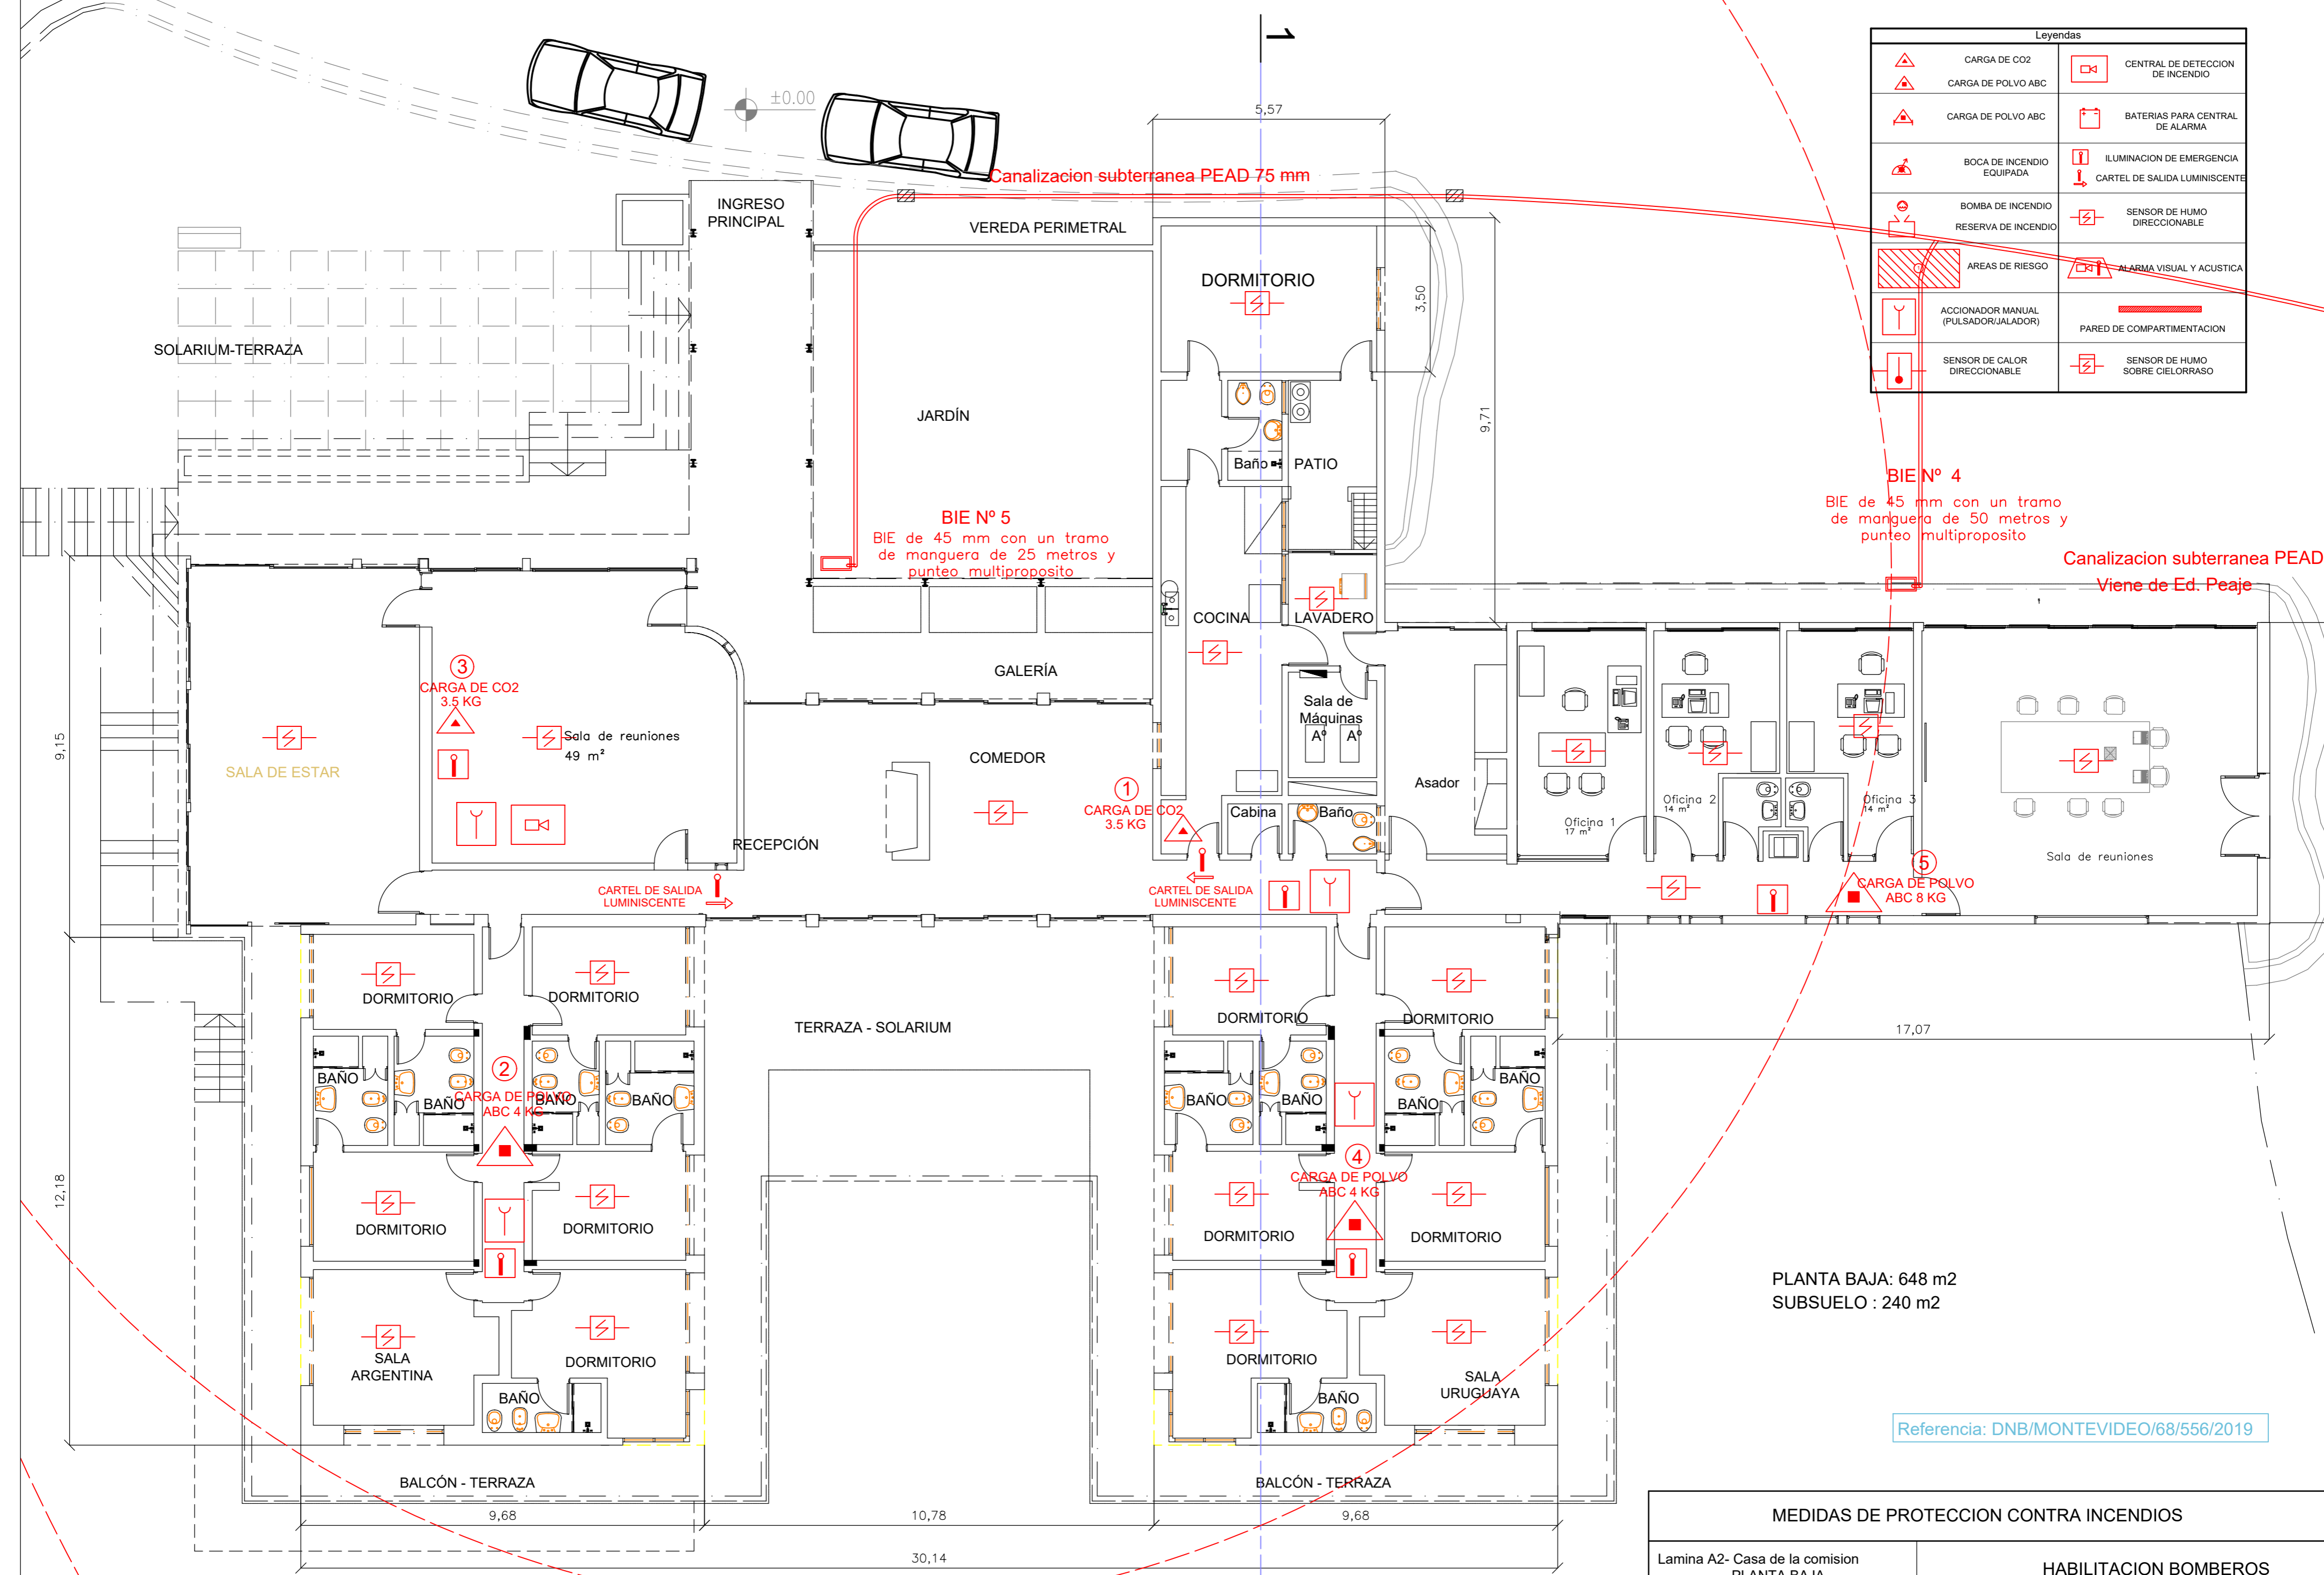 1
Leyendas
CARGA DE CO2
CARGA DE POLVO ABC
CENTRAL DE DETECCION
DE INCENDIO
CARGA DE POLVO ABC
BATERIAS PARA CENTRAL
DE ALARMA
BOCA DE INCENDIO
EQUIPADA
ILUMINACION DE EMERGENCIA
CARTEL DE SALIDA LUMINISCENTE
BOMBA DE INCENDIO
RESERVA DE INCENDIO
SENSOR DE HUMO
DIRECCIONABLE
AREAS DE RIESGO
ALARMA VISUAL Y ACUSTICA
ACCIONADOR MANUAL
(PULSADOR/JALADOR)
PARED DE COMPARTIMENTACION
SENSOR DE CALOR
DIRECCIONABLE
SENSOR DE HUMO
SOBRE CIELORRASO
±0.00
5,57
Canalizacion subterranea PEAD 75 mm
INGRESO
PRINCIPAL
VEREDA PERIMETRAL
DORMITORIO
3,50
SOLARIUM-TERRAZA
JARDÍN
9,71
Baño
PATIO
BIE Nº 5
BIE de 45 mm con un tramo
de manguera de 25 metros y
punteo multiproposito
BIE Nº 4
BIE de 45 mm con un tramo
de manguera de 50 metros y
punteo multiproposito
Canalizacion subterranea PEAD
Viene de Ed. Peaje
COCINA
LAVADERO
GALERÍA
3
CARGA DE CO2
3.5 KG
Sala de reuniones
49 m²
9,15
SALA DE ESTAR
COMEDOR
Sala de
Máquinas
Aº
Aº
1
CARGA DE CO2
3.5 KG
Asador
Cabina
Baño
RECEPCIÓN
Oficina 1
17 m²
Oficina 2
14 m²
Oficina 3
14 m²
Sala de reuniones
5
CARGA DE POLVO
ABC 8 KG
CARTEL DE SALIDA
LUMINISCENTE
CARTEL DE SALIDA
LUMINISCENTE
DORMITORIO
DORMITORIO
DORMITORIO
DORMITORIO
TERRAZA - SOLARIUM
17,07
2
CARGA DE POLVO
ABC 4 KG
BAÑO
BAÑO
BAÑO
BAÑO
BAÑO
BAÑO
BAÑO
BAÑO
4
CARGA DE POLVO
ABC 4 KG
12,18
DORMITORIO
DORMITORIO
DORMITORIO
DORMITORIO
PLANTA BAJA: 648 m2
SUBSUELO : 240 m2
SALA
ARGENTINA
DORMITORIO
BAÑO
DORMITORIO
BAÑO
SALA
URUGUAYA
Referencia: DNB/MONTEVIDEO/68/556/2019
BALCÓN - TERRAZA
BALCÓN - TERRAZA
9,68
10,78
9,68
30,14
MEDIDAS DE PROTECCION CONTRA INCENDIOS
Lamina A2- Casa de la comision
PLANTA BAJA
HABILITACION BOMBEROS